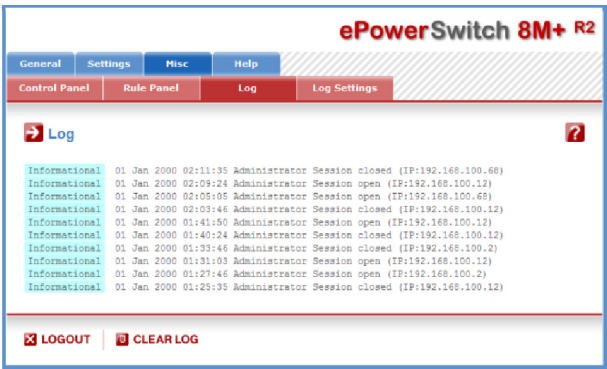 ePowerSwitch 8M+ R2
General Settings Misc Help
Control Panel Rule Panel Log Log Settings
Log ?
Informational 01 Jan 2000 02:11:35 Administrator Session closed (IP:192.168.100.68)
Informational 01 Jan 2000 02:09:24 Administrator Session open (IP:192.168.100.12)
Informational 01 Jan 2000 02:05:05 Administrator Session open (IP:192.168.100.68)
Informational 01 Jan 2000 02:03:46 Administrator Session closed (IP:192.168.100.12)
Informational 01 Jan 2000 01:41:50 Administrator Session open (IP:192.168.100.12)
Informational 01 Jan 2000 01:40:24 Administrator Session closed (IP:192.168.100.12)
Informational 01 Jan 2000 01:33:46 Administrator Session closed (IP:192.168.100.2)
Informational 01 Jan 2000 01:31:03 Administrator Session open (IP:192.168.100.12)
Informational 01 Jan 2000 01:27:46 Administrator Session open (IP:192.168.100.2)
Informational 01 Jan 2000 01:25:35 Administrator Session closed (IP:192.168.100.12)
LOGOUT CLEAR LOG